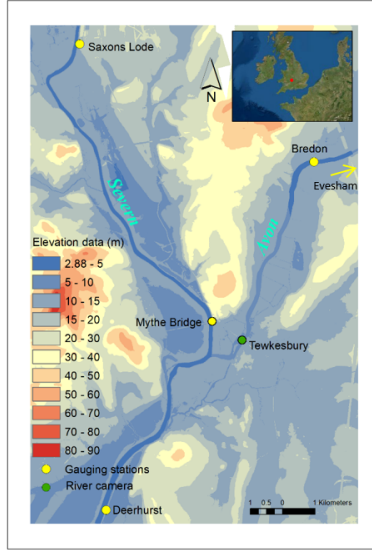 Saxons Lode
N
Bredon
Evesham
Severn
Avon
Elevation data (m)
2.88 - 5
5 - 10
10 - 15
15 - 20
20 - 30
30 - 40
40 - 50
50 - 60
60 - 70
70 - 80
80 - 90
Gauging stations
River camera
Mythe Bridge
Tewkesbury
Deerhurst
1 0.5 0 1 Kilometers